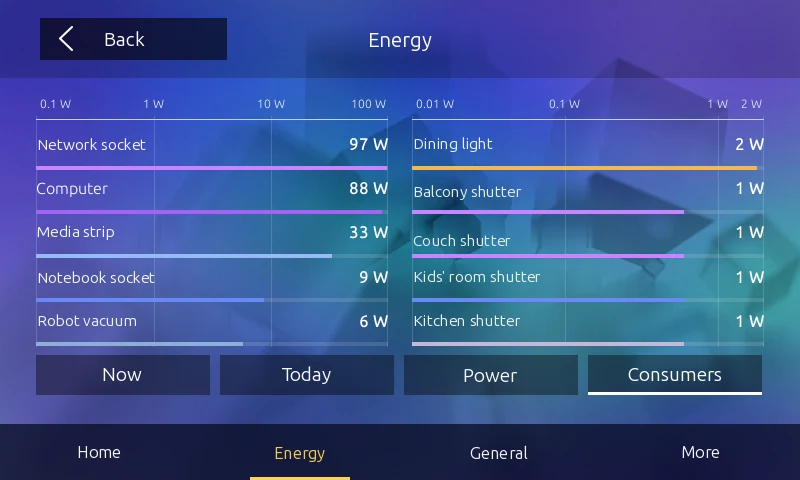 Back
Energy
0.1 W 1 W 10 W 100 W
Network socket 97 W
Computer 88 W
Media strip 33 W
Notebook socket 9 W
Robot vacuum 6 W
0.01 W 0.1 W 1 W 2 W
Dining light 2 W
Balcony shutter 1 W
Couch shutter 1 W
Kids' room shutter 1 W
Kitchen shutter 1 W
Now Today Power Consumers
Home Energy General More